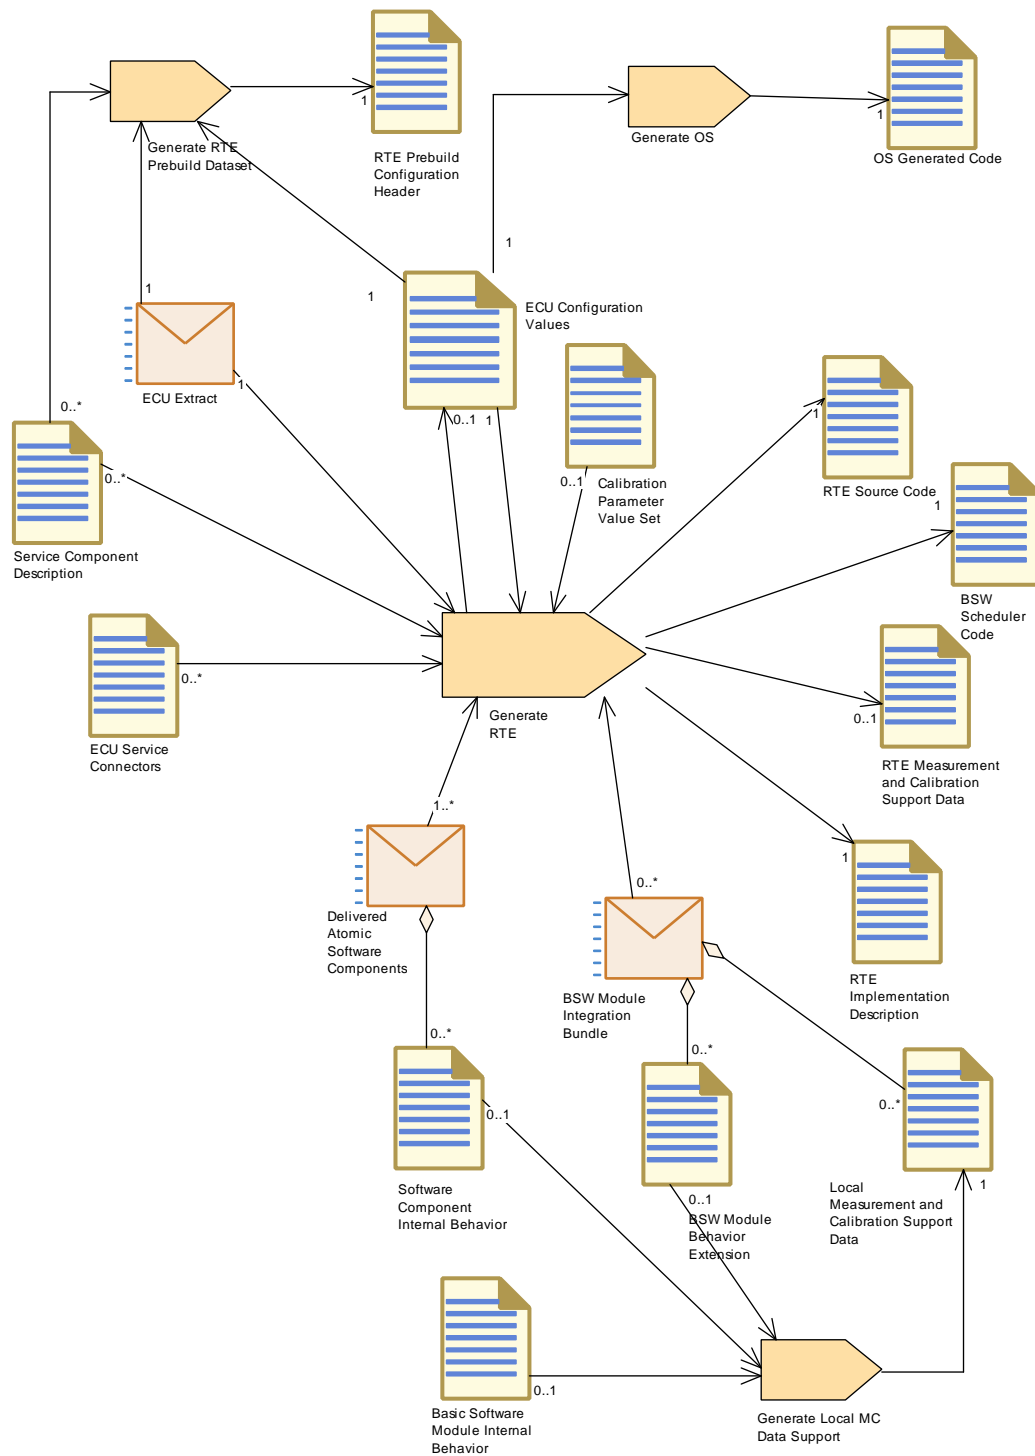 1
1
Generate OS
Generate RTE
Prebuild Dataset
RTE Prebuild
Configuration
Header
OS Generated Code
1
1
1
ECU Configuration
Values
1
ECU Extract
0..*
0..1
1
1
0..*
0..1
Calibration
Parameter
Value Set
RTE Source Code
1
Service Component
Description
BSW
Scheduler
Code
0..*
Generate
RTE
0..1
ECU Service
Connectors
RTE Measurement
and Calibration
Support Data
1..*
1
0..*
Delivered
Atomic
Software
Components
BSW Module
Integration
Bundle
RTE
Implementation
Description
0..*
0..*
0..1
0..*
Software
Component
Internal Behavior
0..1
BSW Module
Behavior
Extension
Local
Measurement and
Calibration Support
Data
1
0..1
Basic Software
Module Internal
Behavior
Generate Local MC
Data Support